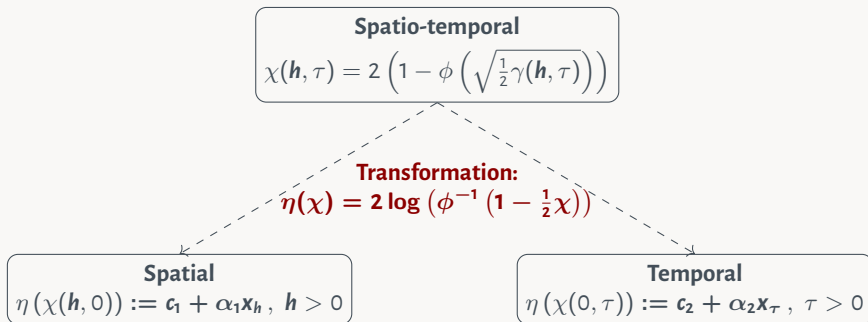 Spatio-temporal
χ(h, τ) = 2 (1 − ϕ (√(½γ(h, τ))))
Transformation:
η(χ) = 2 log (ϕ⁻¹ (1 − ½χ))
Spatial
η (χ(h, 0)) := c₁ + α₁xₕ , h > 0
Temporal
η (χ(0, τ)) := c₂ + α₂x_τ , τ > 0